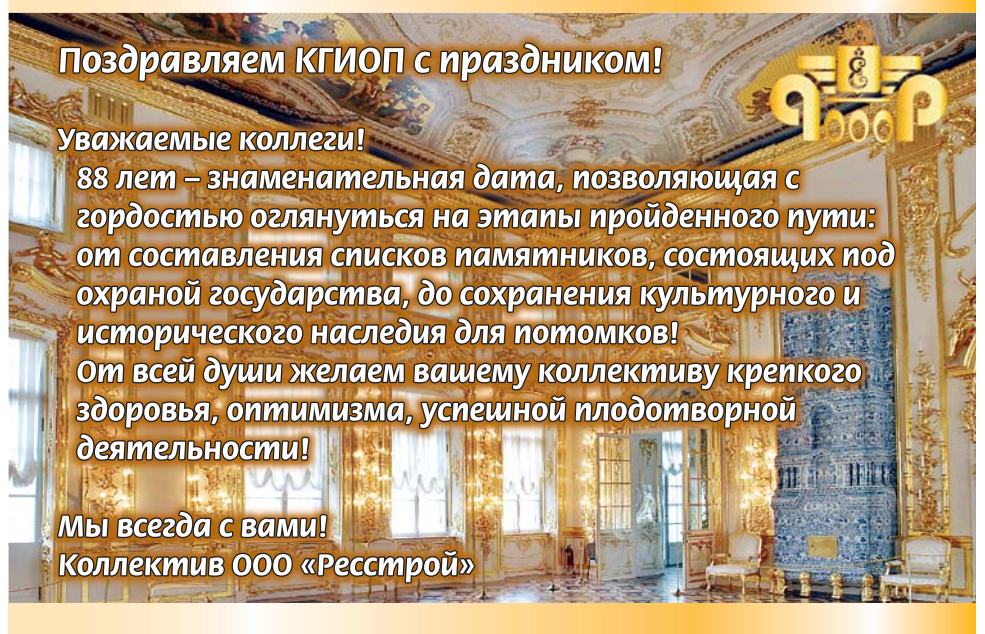 Поздравляем КГИОП с праздником!
Уважаемые коллеги!
88 лет – знаменательная дата, позволяющая с
гордостью оглянуться на этапы пройденного пути:
от составления списков памятников, состоящих под
охраной государства, до сохранения культурного и
исторического наследия для потомков!
От всей души желаем вашему коллективу крепкого
здоровья, оптимизма, успешной плодотворной
деятельности!
Мы всегда с вами!
Коллектив ООО «Ресстрой»